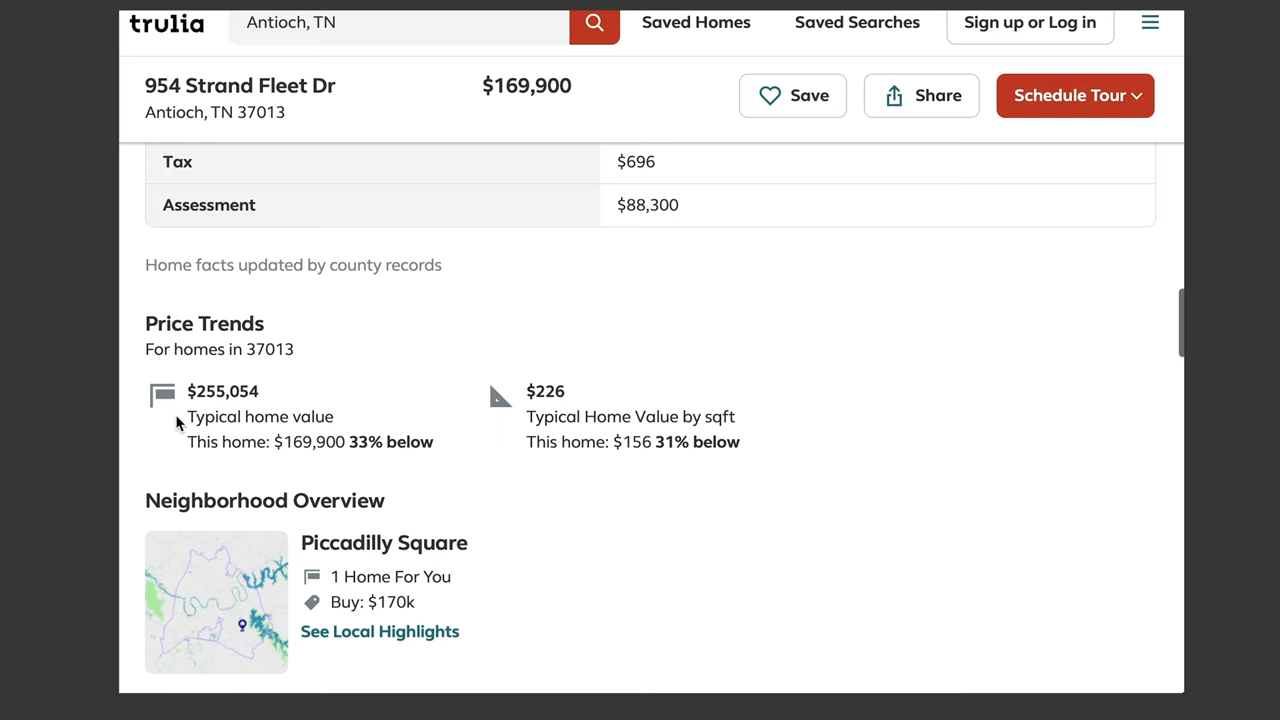 trulia
Antioch, TN
Saved Homes
Saved Searches
Sign up or Log in
954 Strand Fleet Dr
$169,900
Antioch, TN 37013
Save
Share
Schedule Tour
Tax
$696
Assessment
$88,300
Home facts updated by county records
Price Trends
For homes in 37013
$255,054
Typical home value
This home: $169,900 33% below
$226
Typical Home Value by sqft
This home: $156 31% below
Neighborhood Overview
Piccadilly Square
1 Home For You
Buy: $170k
See Local Highlights